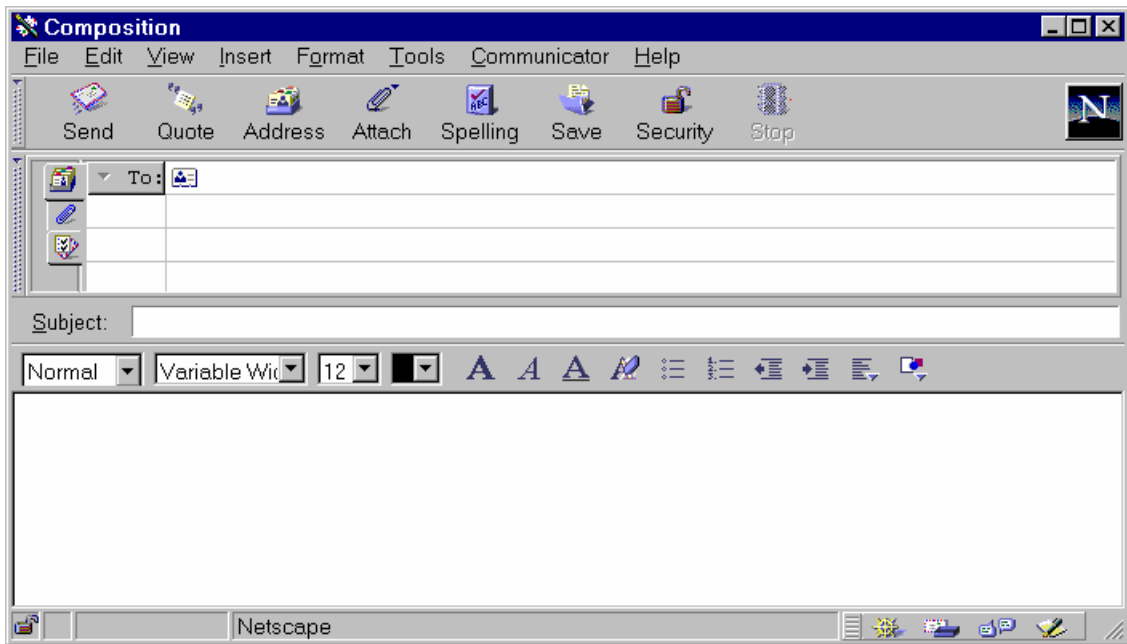 Composition
File Edit View Insert Format Tools Communicator Help
Send Quote Address Attach Spelling Save Security Stop
N
To:
Subject:
Normal Variable Wi 12 A A A
Netscape